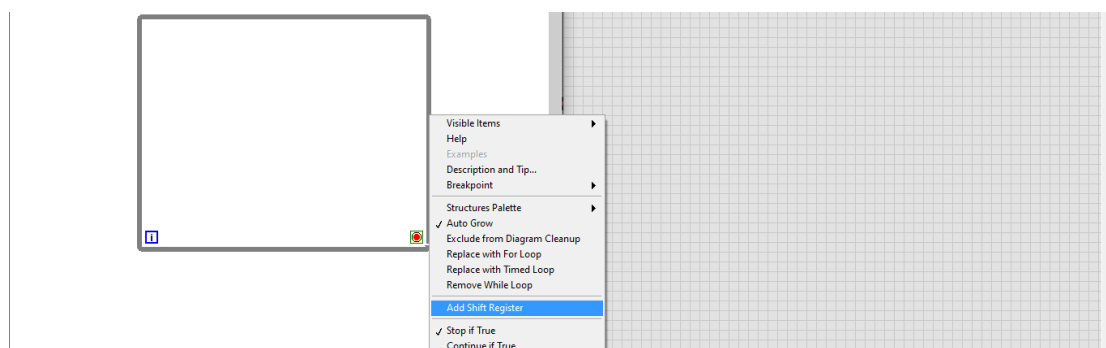 i
Visible Items
Help
Examples
Description and Tip...
Breakpoint
Structures Palette
Auto Grow
Exclude from Diagram Cleanup
Replace with For Loop
Replace with Timed Loop
Remove While Loop
Add Shift Register
Stop if True
Continue if True